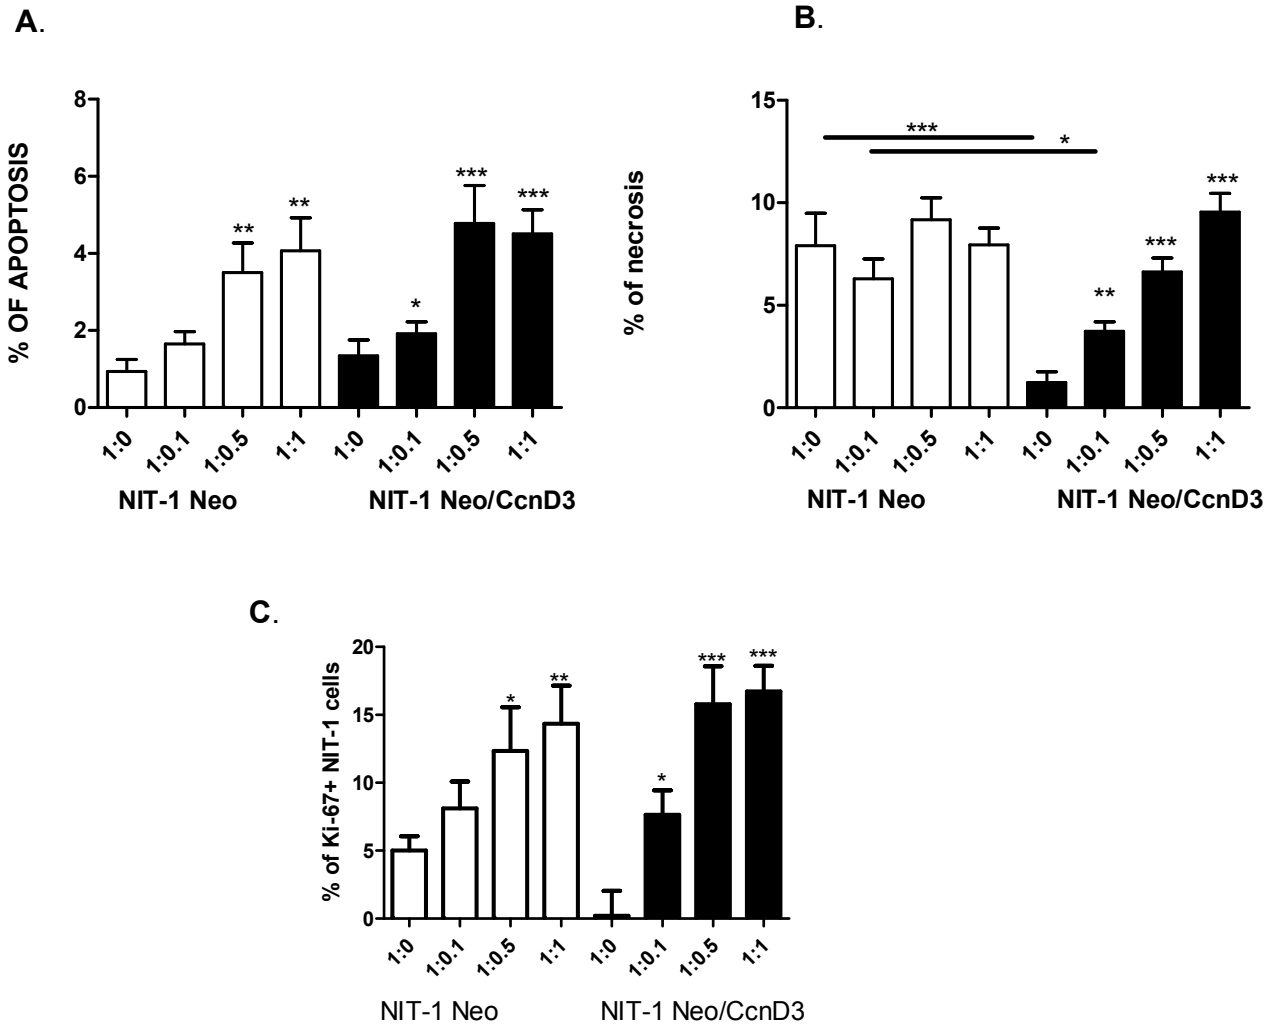 A.
% OF APOPTOSIS
8
6
4
2
0
** ** * *** ***
1:0 1:0.1 1:0.5 1:1 1:0 1:0.1 1:0.5 1:1
NIT-1 Neo NIT-1 Neo/CcnD3
B.
% of necrosis
15
10
5
0
***
*
** *** ***
1:0 1:0.1 1:0.5 1:1 1:0 1:0.1 1:0.5 1:1
NIT-1 Neo NIT-1 Neo/CcnD3
C.
% of Ki-67+ NIT-1 cells
20
15
10
5
0
* ** * *** ***
1:0 1:0.1 1:0.5 1:1 1:0 1:0.1 1:0.5 1:1
NIT-1 Neo NIT-1 Neo/CcnD3